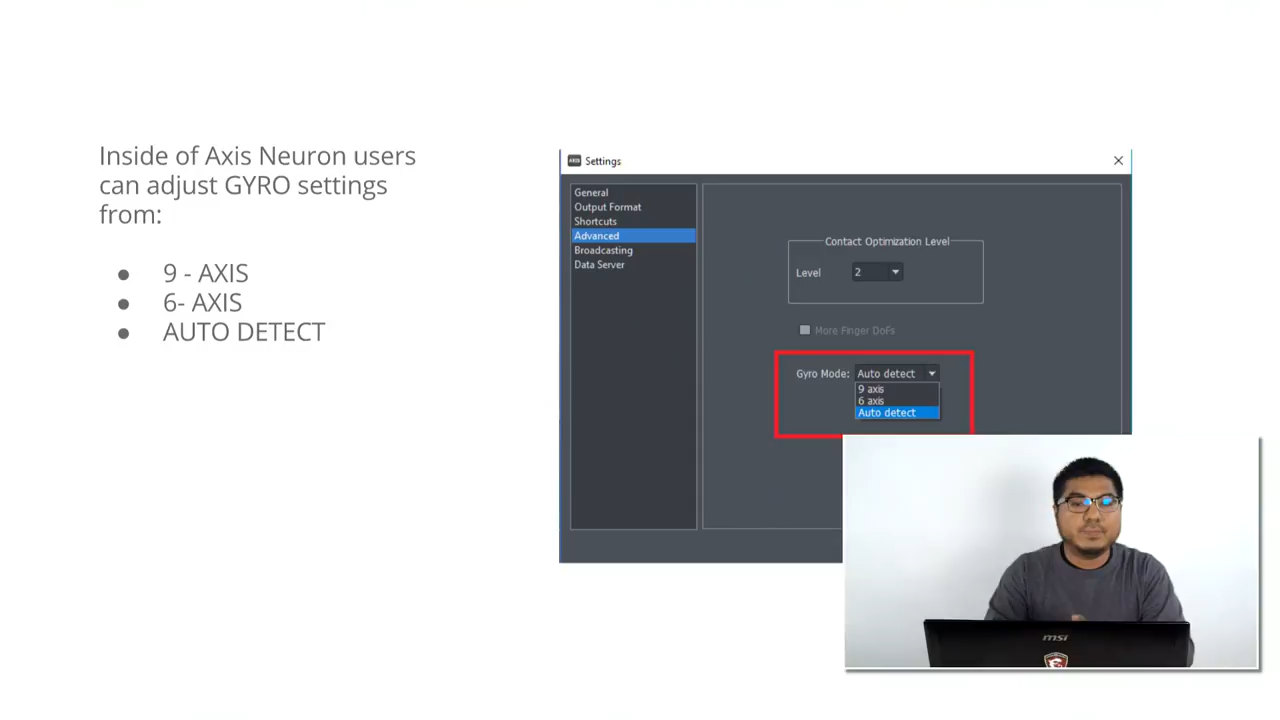 Inside of Axis Neuron users
can adjust GYRO settings
from:
● 9 - AXIS
● 6- AXIS
● AUTO DETECT
AXIS Settings
General
Output Format
Shortcuts
Advanced
Broadcasting
Data Server
Contact Optimization Level
Level 2
More Finger DoFs
Gyro Mode: Auto detect
9 axis
6 axis
Auto detect
msi